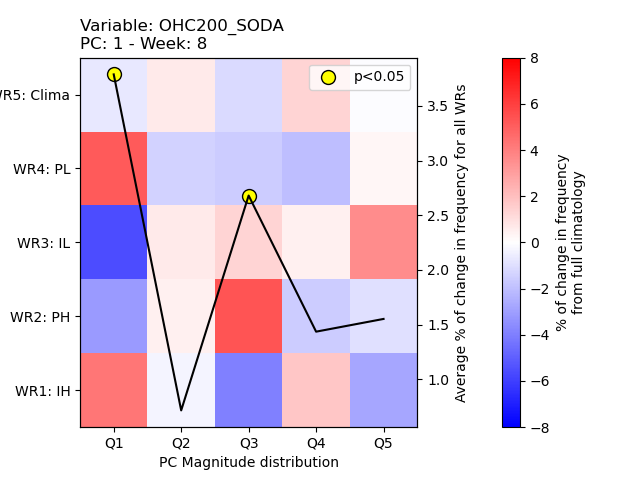 Variable: OHC200_SODA
PC: 1 - Week: 8
p<0.05
WR5: Clima
WR4: PL
WR3: IL
WR2: PH
WR1: IH
Q1 Q2 Q3 Q4 Q5
PC Magnitude distribution
3.5
3.0
2.5
2.0
1.5
1.0
Average % of change in frequency for all WRs
8
6
4
2
0
−2
−4
−6
−8
% of change in frequency
from full climatology